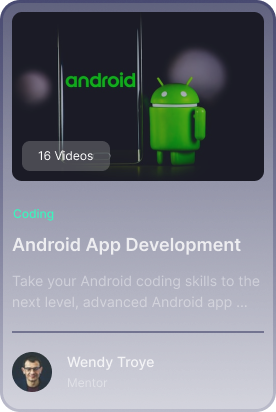 android
16 Videos
Coding
Android App Development
Take your Android coding skills to the
next level, advanced Android app ...
Wendy Troye
Mentor